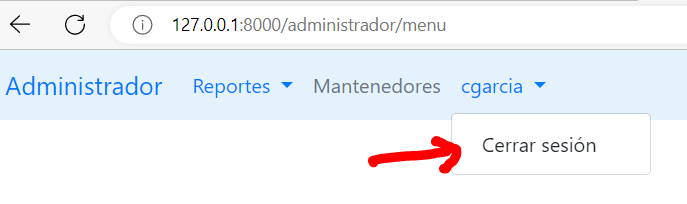 127.0.0.1:8000/administrador/menu
Administrador Reportes Mantenedores cgarcia
Cerrar sesión